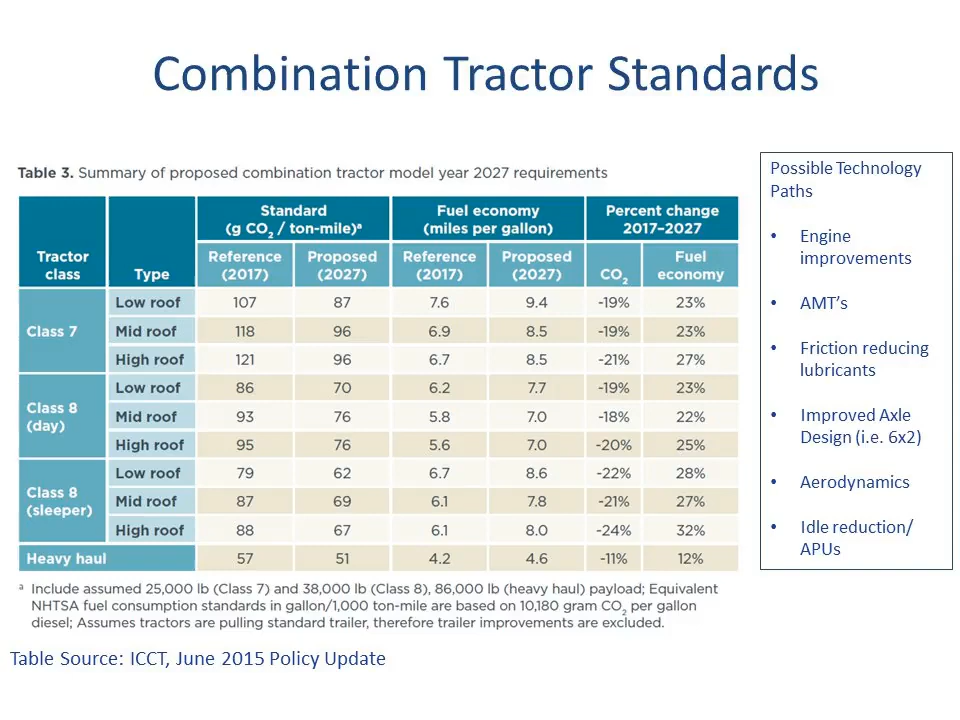 Combination Tractor Standards
Table 3. Summary of proposed combination tractor model year 2027 requirements
Tractor class Type Standard (g CO2 / ton-mile)ª Fuel economy (miles per gallon) Percent change 2017–2027
Reference (2017) Proposed (2027) Reference (2017) Proposed (2027) CO2 Fuel economy
Class 7 Low roof 107 87 7.6 9.4 -19% 23%
Mid roof 118 96 6.9 8.5 -19% 23%
High roof 121 96 6.7 8.5 -21% 27%
Class 8 (day) Low roof 86 70 6.2 7.7 -19% 23%
Mid roof 93 76 5.8 7.0 -18% 22%
High roof 95 76 5.6 7.0 -20% 25%
Class 8 (sleeper) Low roof 79 62 6.7 8.6 -22% 28%
Mid roof 87 69 6.1 7.8 -21% 27%
High roof 88 67 6.1 8.0 -24% 32%
Heavy haul 57 51 4.2 4.6 -11% 12%
ª Include assumed 25,000 lb (Class 7) and 38,000 lb (Class 8), 86,000 lb (heavy haul) payload; Equivalent
NHTSA fuel consumption standards in gallon/1,000 ton-mile are based on 10,180 gram CO2 per gallon
diesel; Assumes tractors are pulling standard trailer, therefore trailer improvements are excluded.
Table Source: ICCT, June 2015 Policy Update
Possible Technology
Paths
• Engine
improvements
• AMT's
• Friction reducing
lubricants
• Improved Axle
Design (i.e. 6x2)
• Aerodynamics
• Idle reduction/
APUs